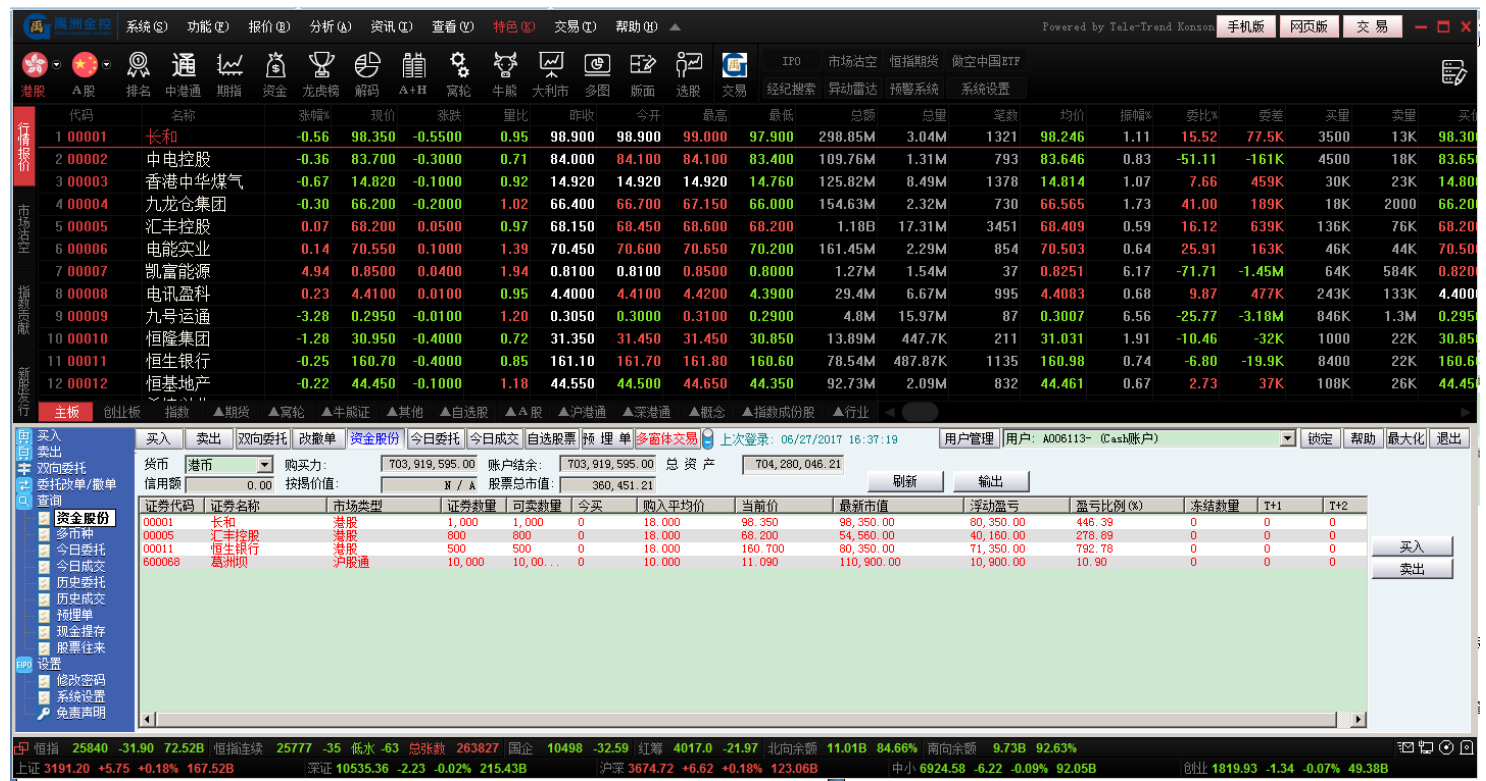 禹洲金控 系统(S) 功能(F) 报价(B) 分析(A) 资讯(I) 查看(V) 特色(K) 交易(T) 帮助(H) Powered by Tele-Trend Konson 手机版 网页版 交 易
通 IPO 市场沽空 恒指期货 做空中国ETF
港股 A股 排名 中港通 期指 资金 龙虎榜 解码 A+H 窝轮 牛熊 大利市 多图 版面 选股 交易 经纪搜索 异动雷达 预警系统 系统设置
代码 名称 涨幅% 现价 涨跌 量比 昨收 今开 最高 最低 总额 总量 笔数 均价 振幅% 委比% 委差 买量 卖量
1 00001 长和 -0.56 98.350 -0.5500 0.95 98.900 98.900 99.000 97.900 298.85M 3.04M 1321 98.246 1.11 15.52 77.5K 3500 13K 98.300
2 00002 中电控股 -0.36 83.700 -0.3000 0.71 84.000 84.100 84.100 83.400 109.76M 1.31M 793 83.646 0.83 -51.11 -161K 4500 18K 83.650
3 00003 香港中华煤气 -0.67 14.820 -0.1000 0.92 14.920 14.920 14.920 14.760 125.82M 8.49M 1378 14.814 1.07 7.66 459K 30K 23K 14.800
4 00004 九龙仓集团 -0.30 66.200 -0.2000 1.02 66.400 66.700 67.150 66.000 154.63M 2.32M 730 66.565 1.73 41.00 189K 18K 2000 66.200
5 00005 汇丰控股 0.07 68.200 0.0500 0.97 68.150 68.450 68.600 68.200 1.18B 17.31M 3451 68.409 0.59 16.12 639K 136K 76K 68.200
6 00006 电能实业 0.14 70.550 0.1000 1.39 70.450 70.600 70.650 70.200 161.45M 2.29M 854 70.503 0.64 25.91 163K 46K 44K 70.500
7 00007 凯富能源 4.94 0.8500 0.0400 1.94 0.8100 0.8100 0.8500 0.8000 1.27M 1.54M 37 0.8251 6.17 -71.71 -1.45M 64K 584K 0.820
8 00008 电讯盈科 0.23 4.4100 0.0100 0.95 4.4000 4.4100 4.4200 4.3900 29.4M 6.67M 995 4.4083 0.68 9.87 477K 243K 133K 4.400
9 00009 九号运通 -3.28 0.2950 -0.0100 1.20 0.3050 0.3000 0.3100 0.2900 4.8M 15.97M 87 0.3007 6.56 -25.77 -3.18M 846K 1.3M 0.295
10 00010 恒隆集团 -1.28 30.950 -0.4000 0.72 31.350 31.450 31.450 30.850 13.89M 447.7K 211 31.031 1.91 -10.46 -32K 1000 22K 30.85
11 00011 恒生银行 -0.25 160.70 -0.4000 0.85 161.10 161.70 161.80 160.60 78.54M 487.87K 1135 160.98 0.74 -6.80 -19.9K 8400 22K 160.6
12 00012 恒基地产 -0.22 44.450 -0.1000 1.18 44.550 44.500 44.650 44.350 92.73M 2.09M 832 44.461 0.67 2.73 37K 108K 26K 44.45
行情报价
市场沽空
指数贡献
新股发行
主板 创业板 指数 ▲期货 ▲窝轮 ▲牛熊证 ▲其他 ▲自选股 ▲A股 ▲沪港通 ▲深港通 ▲概念 ▲指数成份股 ▲行业
买入
卖出
双向委托
委托改单/撤单
查询
资金股份
多币种
今日委托
今日成交
历史委托
历史成交
预埋单
现金提存
股票往来
EIPO 设置
修改密码
系统设置
免责声明
买入 卖出 双向委托 改撤单 资金股份 今日委托 今日成交 自选股票 预 埋 单 多窗体交易 上次登录: 06/27/2017 16:37:19 用户管理 用户: A006113- (Cash账户) 锁定 帮助 最大化 退出
货币 港币 购买力: 703,919,595.00 账户结余: 703,919,595.00 总 资 产 704,280,046.21
信用额 0.00 按揭价值: N / A 股票总市值: 360,451.21 刷新 输出
证券代码 证券名称 市场类型 证券数量 可卖数量 今买 购入平均价 当前价 最新市值 浮动盈亏 盈亏比例(%) 冻结数量 T+1 T+2
00001 长和 港股 1,000 1,000 0 18.000 98.350 98,350.00 80,350.00 446.39 0 0 0
00005 汇丰控股 港股 800 800 0 18.000 68.200 54,560.00 40,160.00 278.89 0 0 0
00011 恒生银行 港股 500 500 0 18.000 160.700 80,350.00 71,350.00 792.78 0 0 0
600068 葛洲坝 沪股通 10,000 10,00... 0 10.000 11.090 110,900.00 10,900.00 10.90 0 0 0
买入
卖出
恒指 25840 -31.90 72.52B 恒指连续 25777 -35 低水 -63 总张数 263827 国企 10498 -32.59 红筹 4017.0 -21.97 北向余额 11.01B 84.66% 南向余额 9.73B 92.63%
上证 3191.20 +5.75 +0.18% 167.52B 深证 10535.36 -2.23 -0.02% 215.43B 沪深 3674.72 +6.62 +0.18% 123.06B 中小 6924.58 -6.22 -0.09% 92.05B 创业 1819.93 -1.34 -0.07% 49.38B